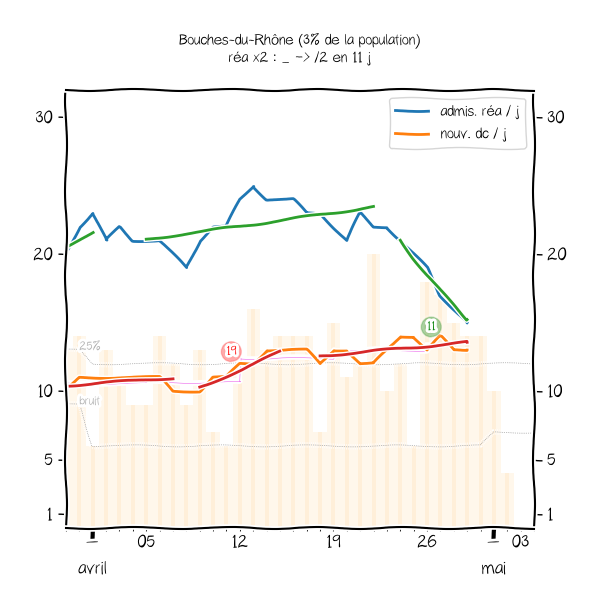 Bouches-du-Rhône (3% de la population)
réa x2 : _ -> /2 en 11 j
admis. réa / j
nouv. dc / j
30
30
20
20
25%
19
11
10
10
bruit
5
5
1
1
05
12
19
26
03
avril
mai